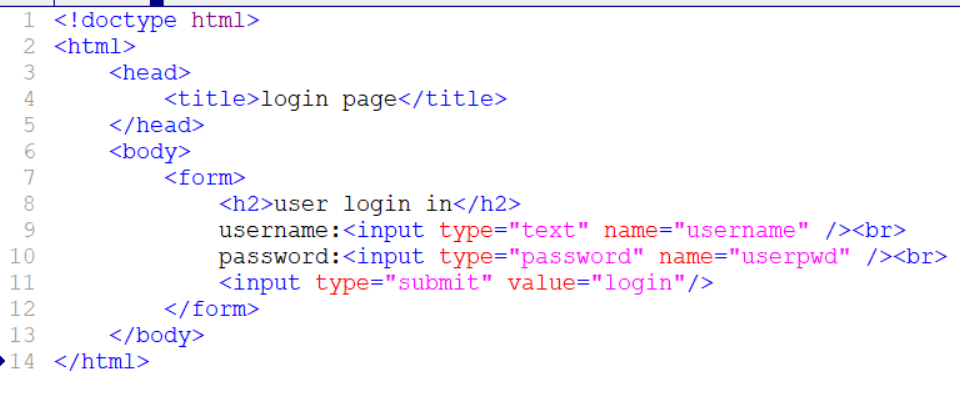 1 <!doctype html>
2 <html>
3     <head>
4         <title>login page</title>
5     </head>
6     <body>
7         <form>
8             <h2>user login in</h2>
9             username:<input type="text" name="username" /><br>
10             password:<input type="password" name="userpwd" /><br>
11             <input type="submit" value="login"/>
12         </form>
13     </body>
14 </html>